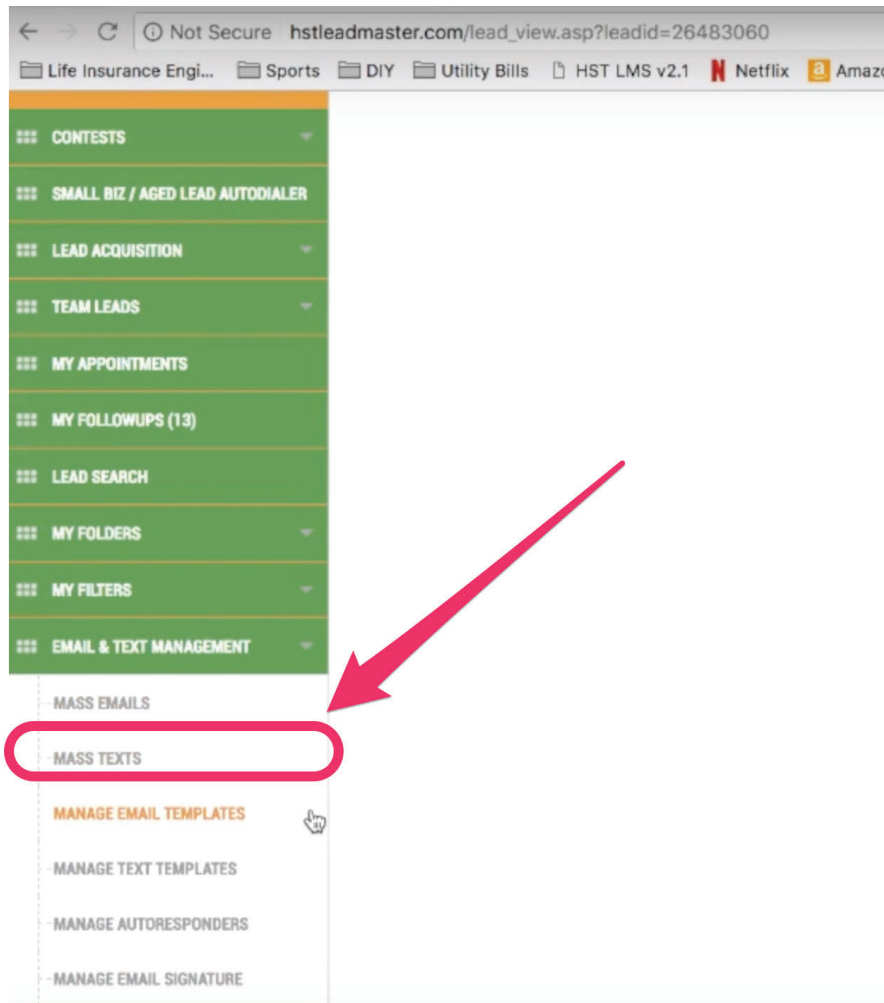 Not Secure hstleadmaster.com/lead_view.asp?leadid=26483060
Life Insurance Engi... Sports DIY Utility Bills HST LMS v2.1 Netflix Amazo
CONTESTS
SMALL BIZ / AGED LEAD AUTODIALER
LEAD ACQUISITION
TEAM LEADS
MY APPOINTMENTS
MY FOLLOWUPS (13)
LEAD SEARCH
MY FOLDERS
MY FILTERS
EMAIL & TEXT MANAGEMENT
MASS EMAILS
MASS TEXTS
MANAGE EMAIL TEMPLATES
MANAGE TEXT TEMPLATES
MANAGE AUTORESPONDERS
MANAGE EMAIL SIGNATURE